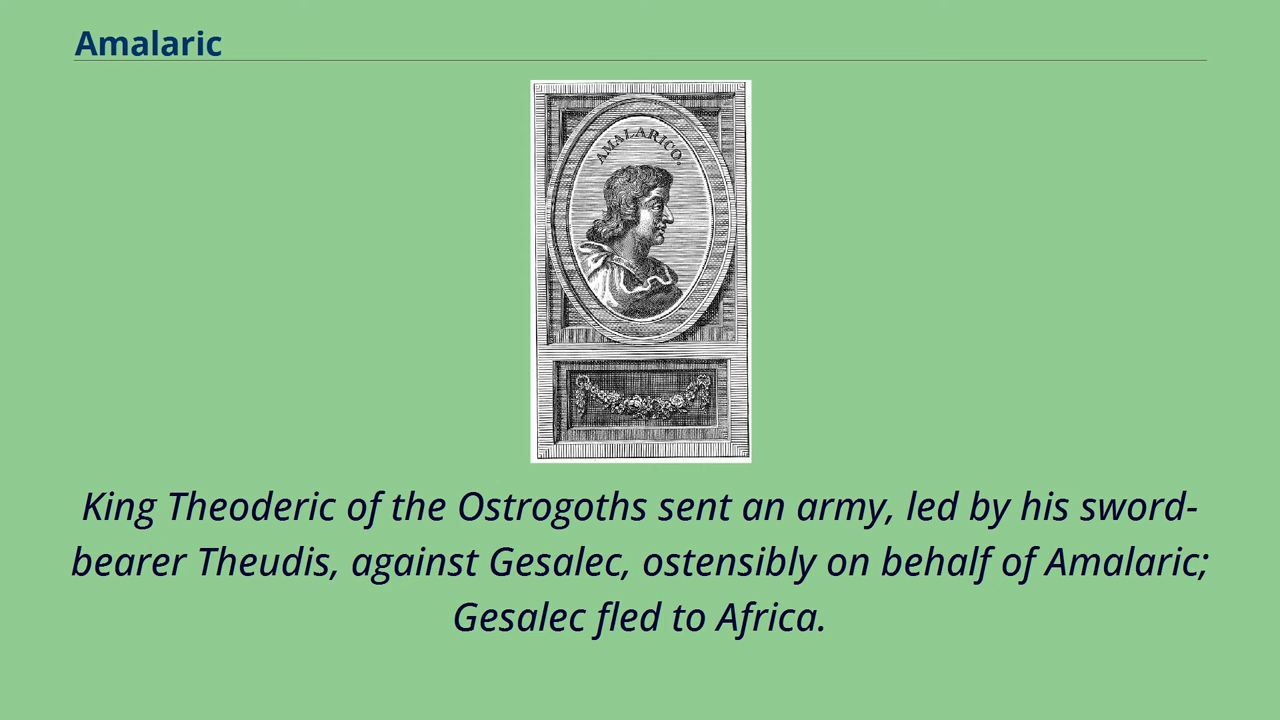 Amalaric
AMALARICO.
King Theoderic of the Ostrogoths sent an army, led by his sword-
bearer Theudis, against Gesalec, ostensibly on behalf of Amalaric;
Gesalec fled to Africa.